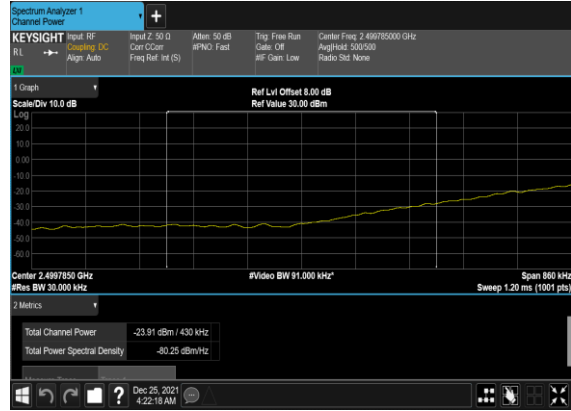 Spectrum Analyzer 1
Channel Power
+
KEYSIGHT Input: RF Input Z: 50 Ω Atten: 50 dB Trig: Free Run Center Freq: 2.499785000 GHz
RL Coupling: DC Corr CCorr #PNO: Fast Gate: Off Avg|Hold: 500/500
Align: Auto Freq Ref: Int (S) #IF Gain: Low Radio Std: None
1 Graph
Scale/Div 10.0 dB Ref Lvl Offset 8.00 dB
Ref Value 30.00 dBm
Log
20.0
10.0
0.00
-10.0
-20.0
-30.0
-40.0
-50.0
-60.0
Center 2.4997850 GHz #Video BW 91.000 kHz* Span 860 kHz
#Res BW 30.000 kHz Sweep 1.20 ms (1001 pts)
2 Metrics
Total Channel Power -23.91 dBm / 430 kHz
Total Power Spectral Density -80.25 dBm/Hz
? Dec 25, 2021
4:22:18 AM